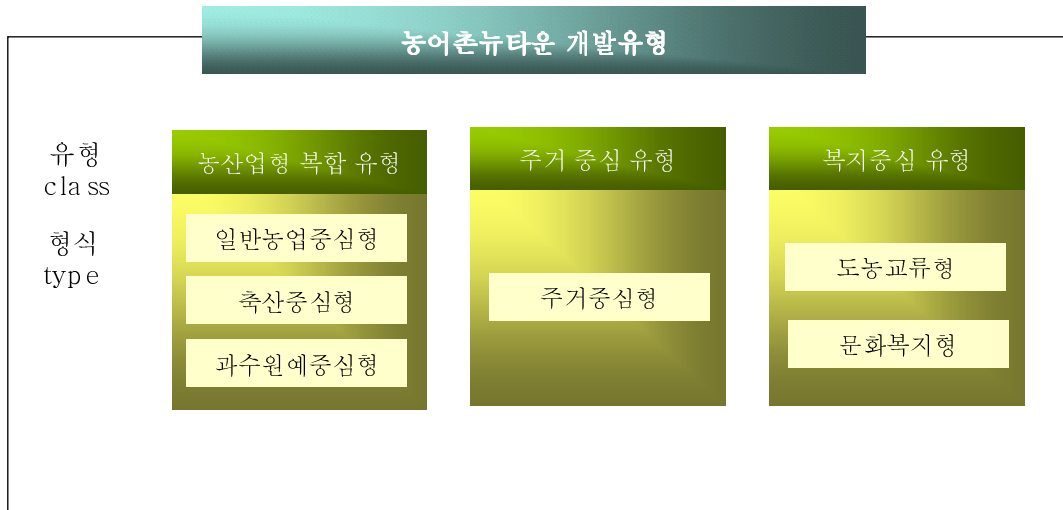 농어촌뉴타운 개발유형
유형
class
형식
type
농산업형 복합 유형
일반농업중심형
축산중심형
과수원예중심형
주거 중심 유형
주거중심형
복지중심 유형
도농교류형
문화복지형